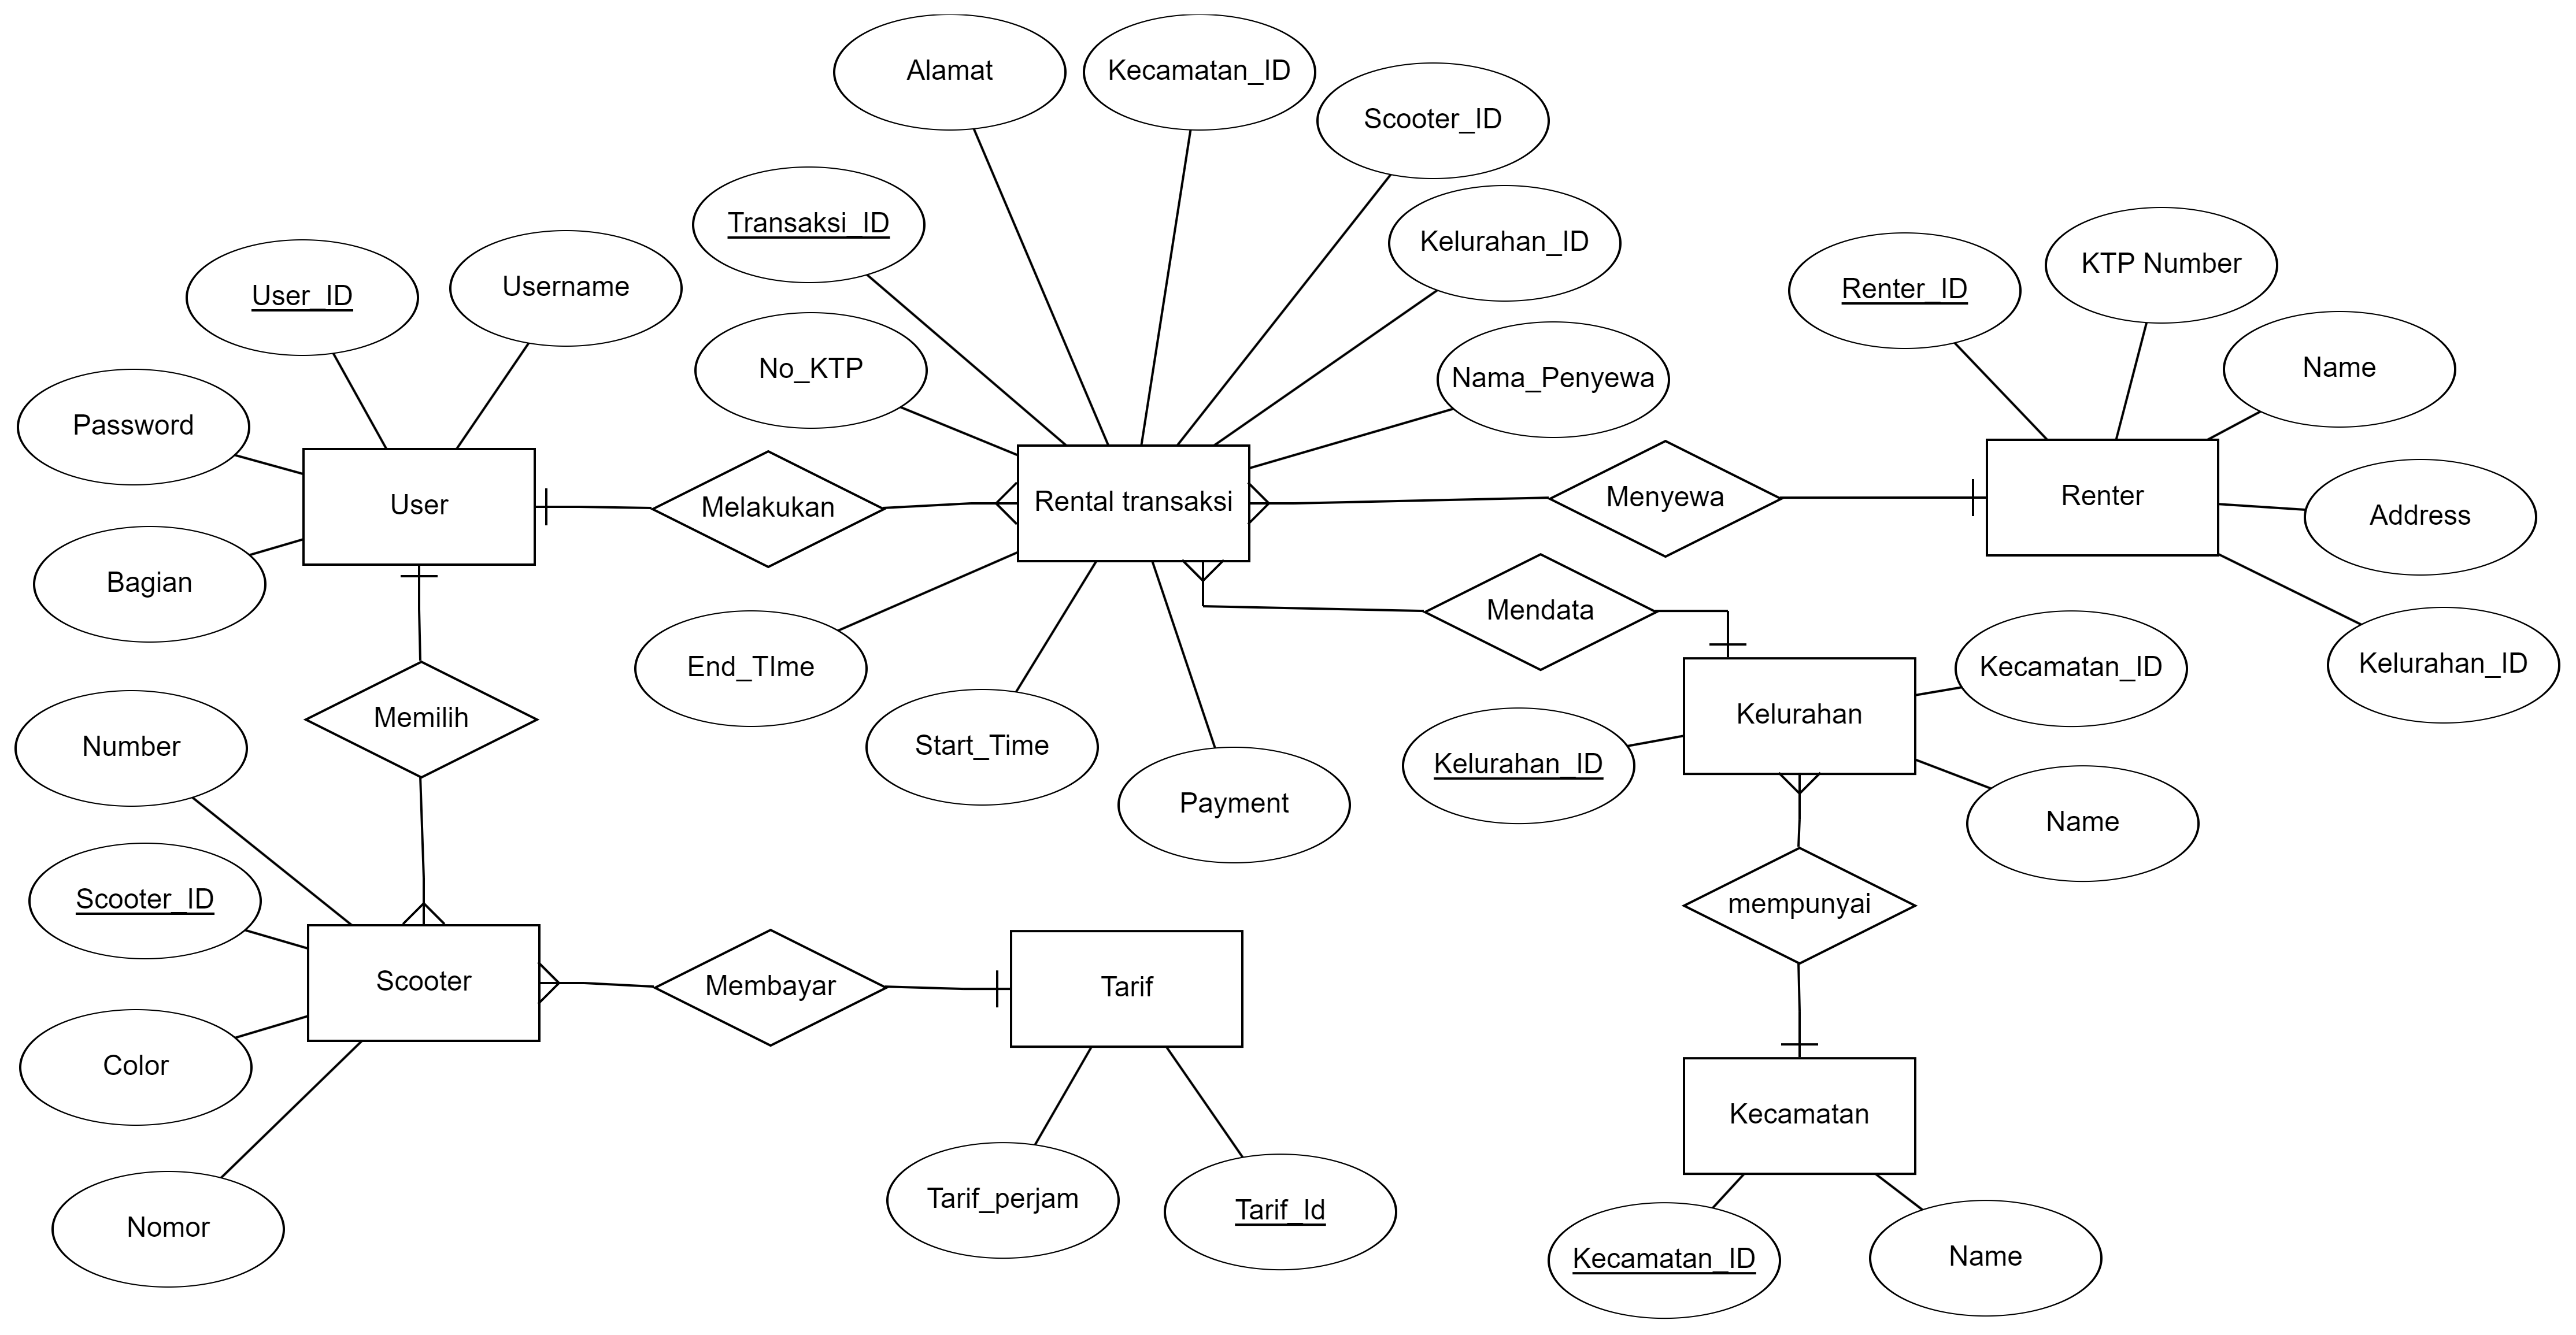 Alamat
Kecamatan_ID
Scooter_ID
Transaksi_ID
Kelurahan_ID
Renter_ID
KTP Number
User_ID
Username
No_KTP
Nama_Penyewa
Name
Password
User
Melakukan
Rental transaksi
Menyewa
Renter
Address
Bagian
Mendata
End_TIme
Kecamatan_ID
Kelurahan_ID
Memilih
Number
Start_Time
Kelurahan
Kelurahan_ID
Payment
Name
Scooter_ID
mempunyai
Scooter
Membayar
Tarif
Color
Kecamatan
Nomor
Tarif_perjam
Tarif_Id
Kecamatan_ID
Name